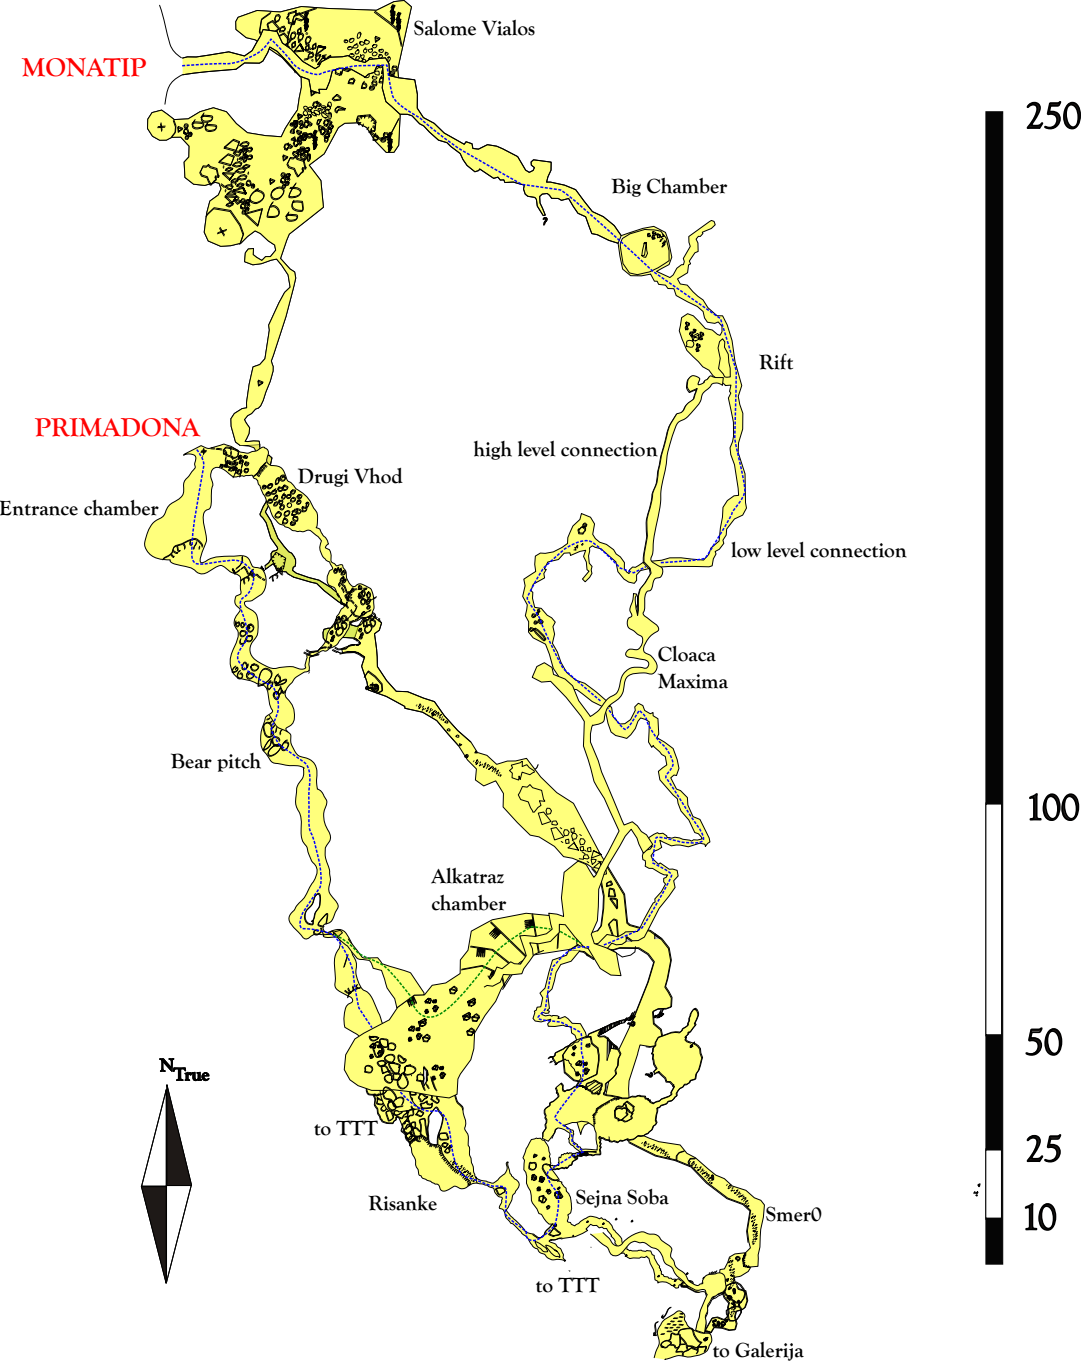 Salome Vialos
MONATIP
250
Big Chamber
Rift
PRIMADONA
high level connection
Drugi Vhod
Entrance chamber
low level connection
Cloaca
Maxima
Bear pitch
100
Alkatraz
chamber
50
N True
to TTT
25
Risanke
Sejna Soba
Smer0
10
to TTT
to Galerija